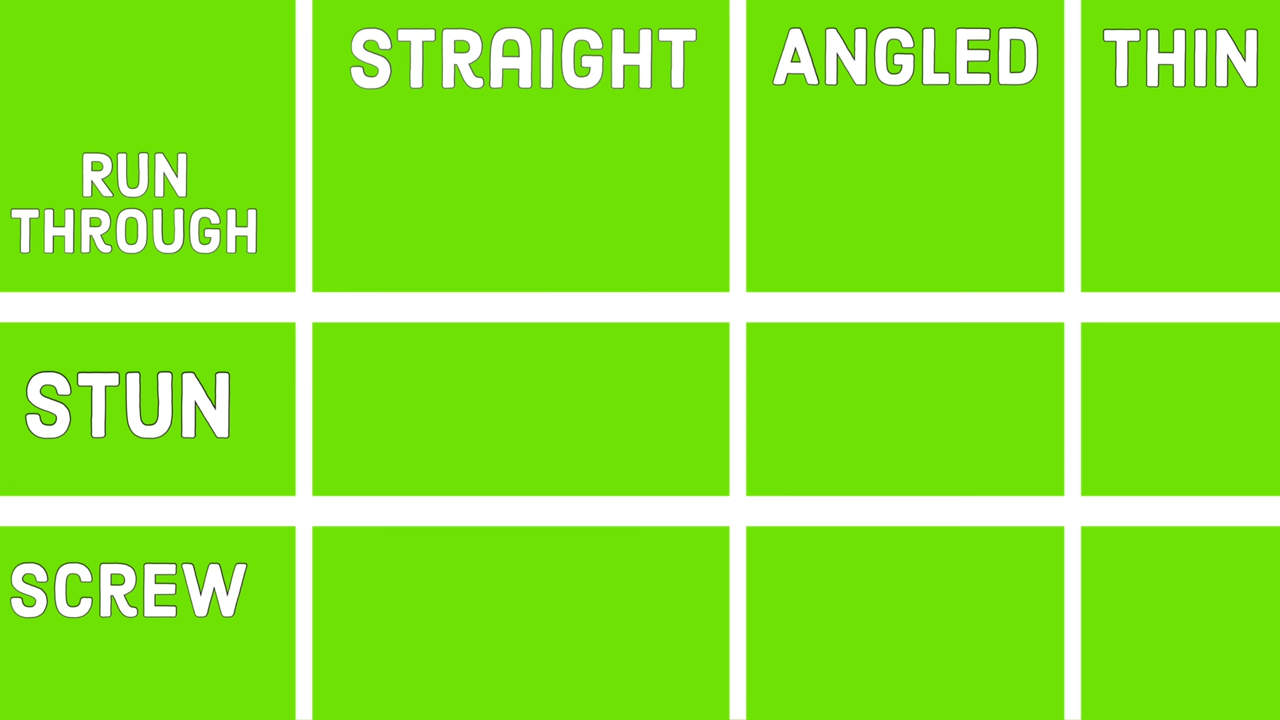 STRAIGHT ANGLED THIN
RUN
THROUGH
STUN
SCREW